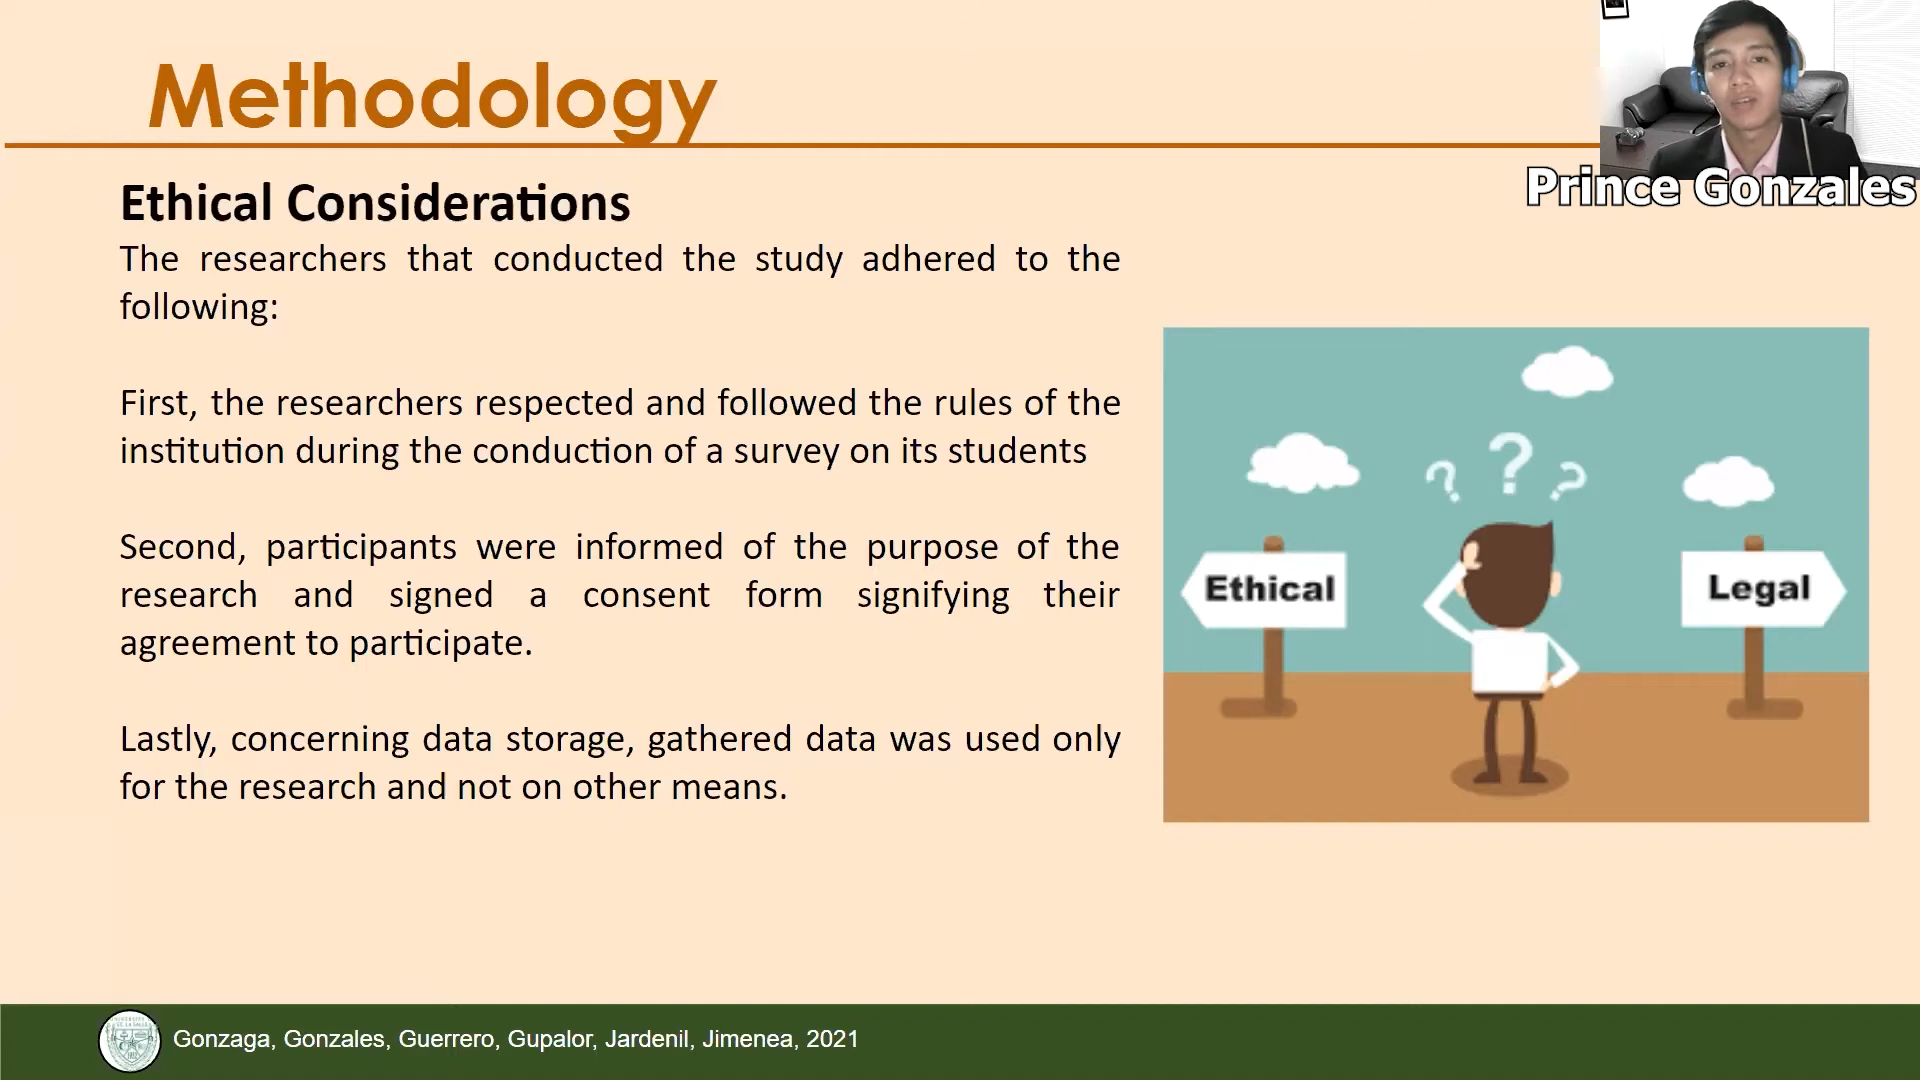 Methodology
Prince Gonzales
Ethical Considerations
The researchers that conducted the study adhered to the
following:
First, the researchers respected and followed the rules of the
institution during the conduction of a survey on its students
Second, participants were informed of the purpose of the
research and signed a consent form signifying their
agreement to participate.
Lastly, concerning data storage, gathered data was used only
for the research and not on other means.
? ? ?
Ethical
Legal
Gonzaga, Gonzales, Guerrero, Gupalor, Jardenil, Jimenea, 2021